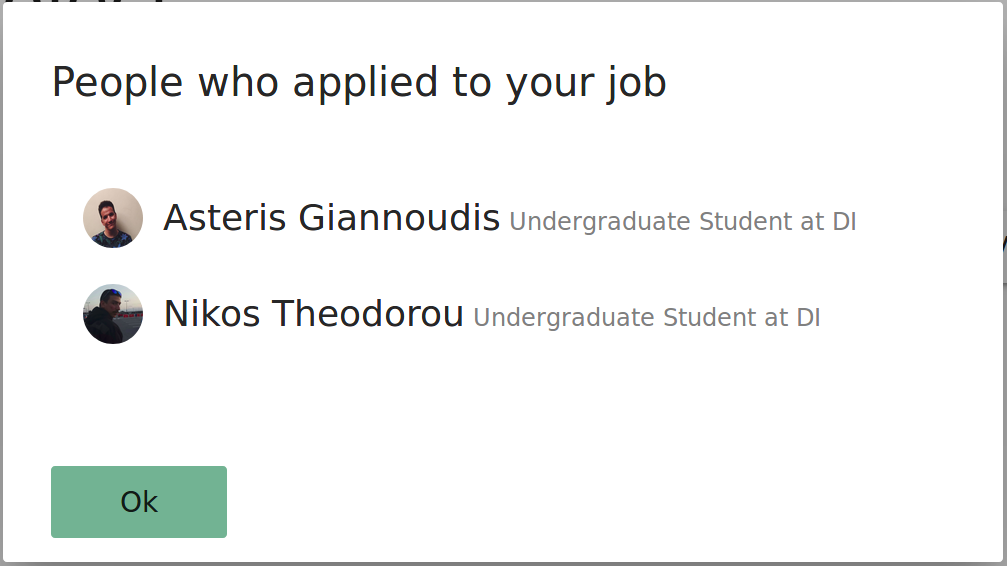 People who applied to your job
Asteris Giannoudis Undergraduate Student at DI
Nikos Theodorou Undergraduate Student at DI
Ok